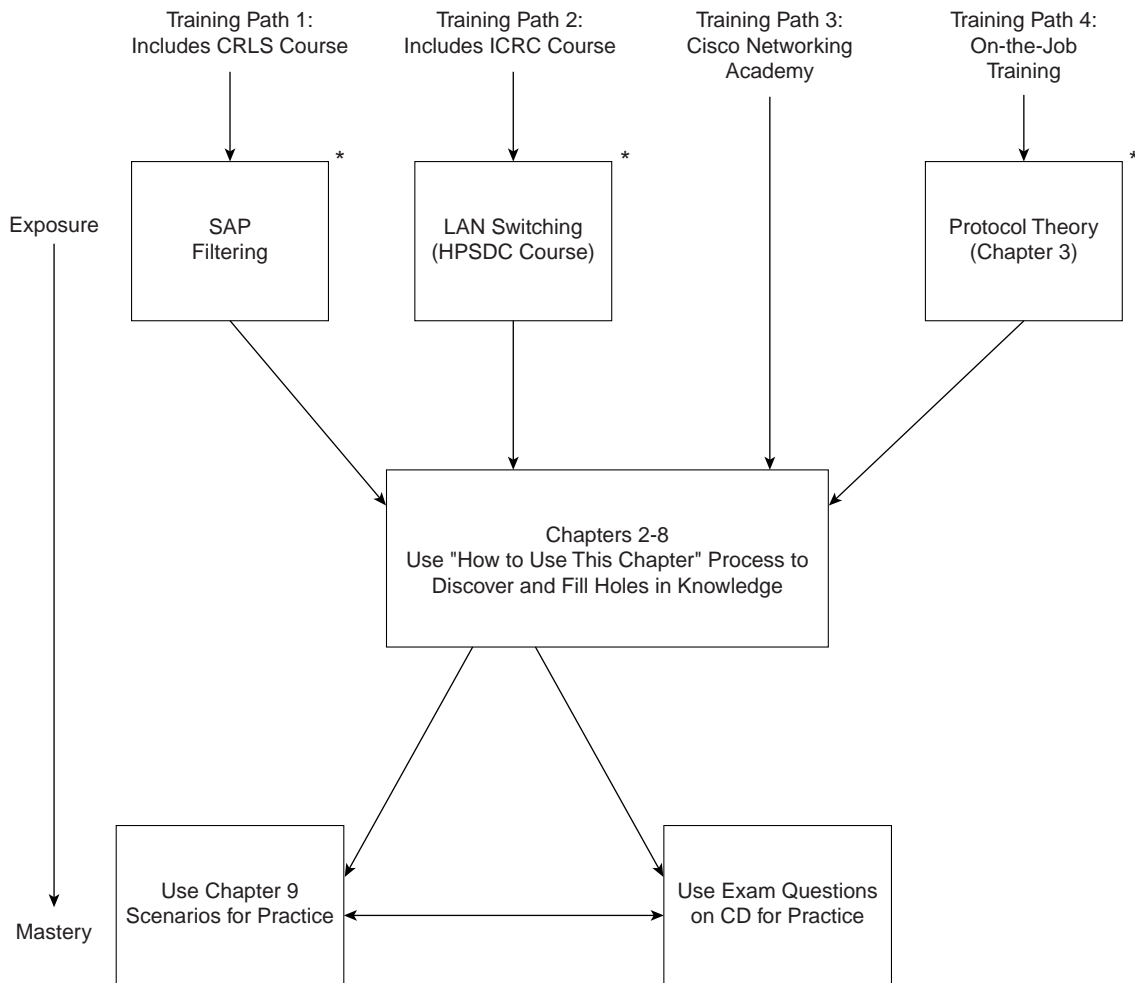 Training Path 1:
Includes CRLS Course
Training Path 2:
Includes ICRC Course
Training Path 3:
Cisco Networking
Academy
Training Path 4:
On-the-Job
Training
*
*
*
Exposure
SAP
Filtering
LAN Switching
(HPSDC Course)
Protocol Theory
(Chapter 3)
Chapters 2-8
Use "How to Use This Chapter" Process to
Discover and Fill Holes in Knowledge
Use Chapter 9
Scenarios for Practice
Use Exam Questions
on CD for Practice
Mastery